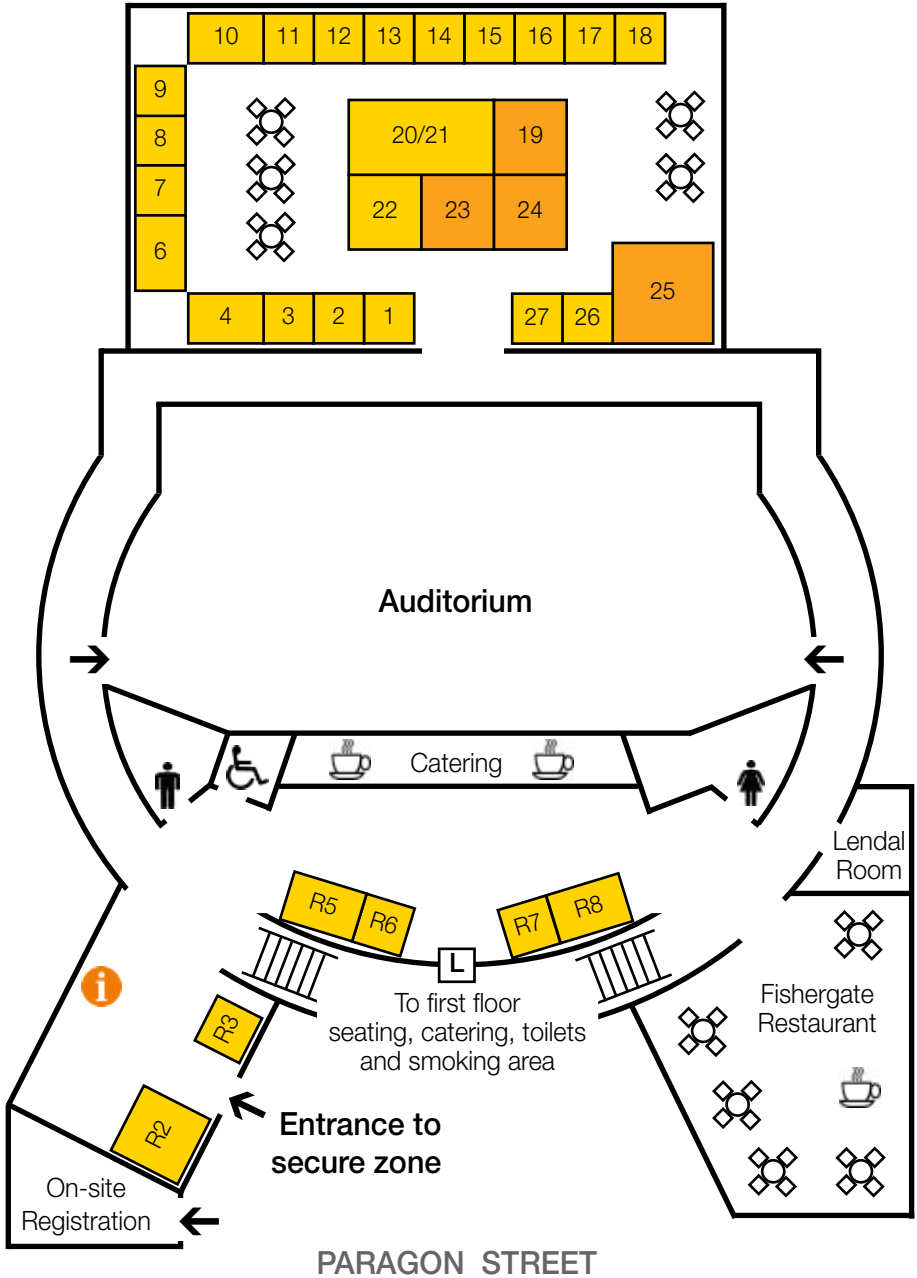 10 11 12 13 14 15 16 17 18
9
8
7
6
20/21 19
22 23 24
25
4 3 2 1
27 26
Auditorium
Catering
Lendal
Room
R5 R6
R7 R8
L
i
To first floor
seating, catering, toilets
and smoking area
Fishergate
Restaurant
R3
R2
Entrance to
secure zone
On-site
Registration
PARAGON STREET